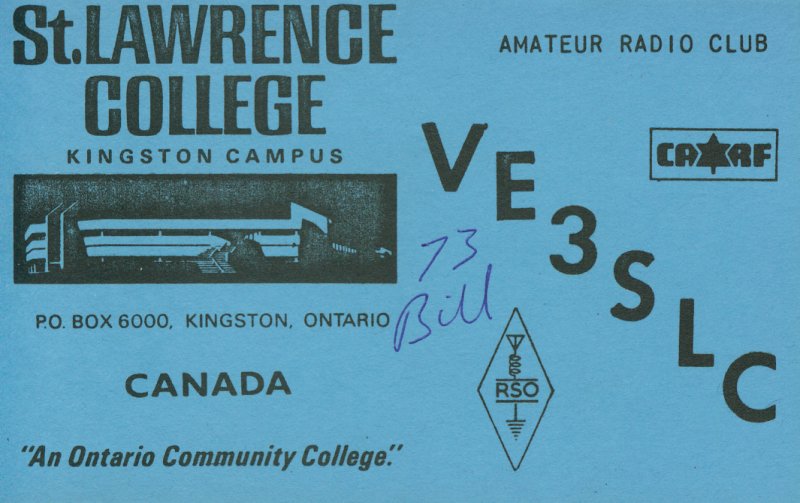 St.LAWRENCE
COLLEGE
KINGSTON CAMPUS
P.O. BOX 6000, KINGSTON, ONTARIO
CANADA
"An Ontario Community College."
AMATEUR RADIO CLUB
CARF
VE3SLC
73
Bill
RSO